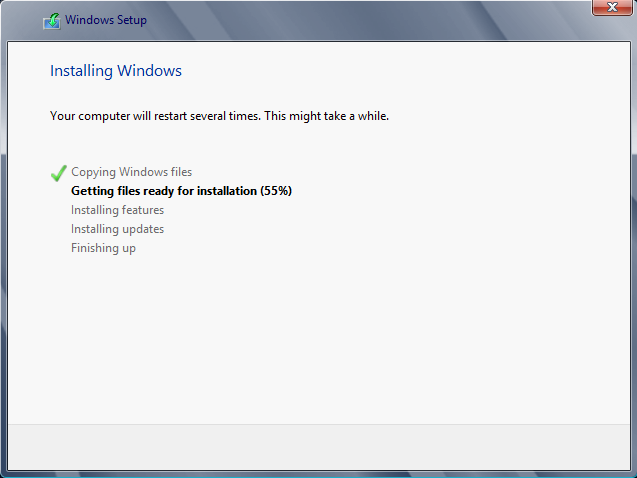 Windows Setup
Installing Windows
Your computer will restart several times. This might take a while.
Copying Windows files
Getting files ready for installation (55%)
Installing features
Installing updates
Finishing up